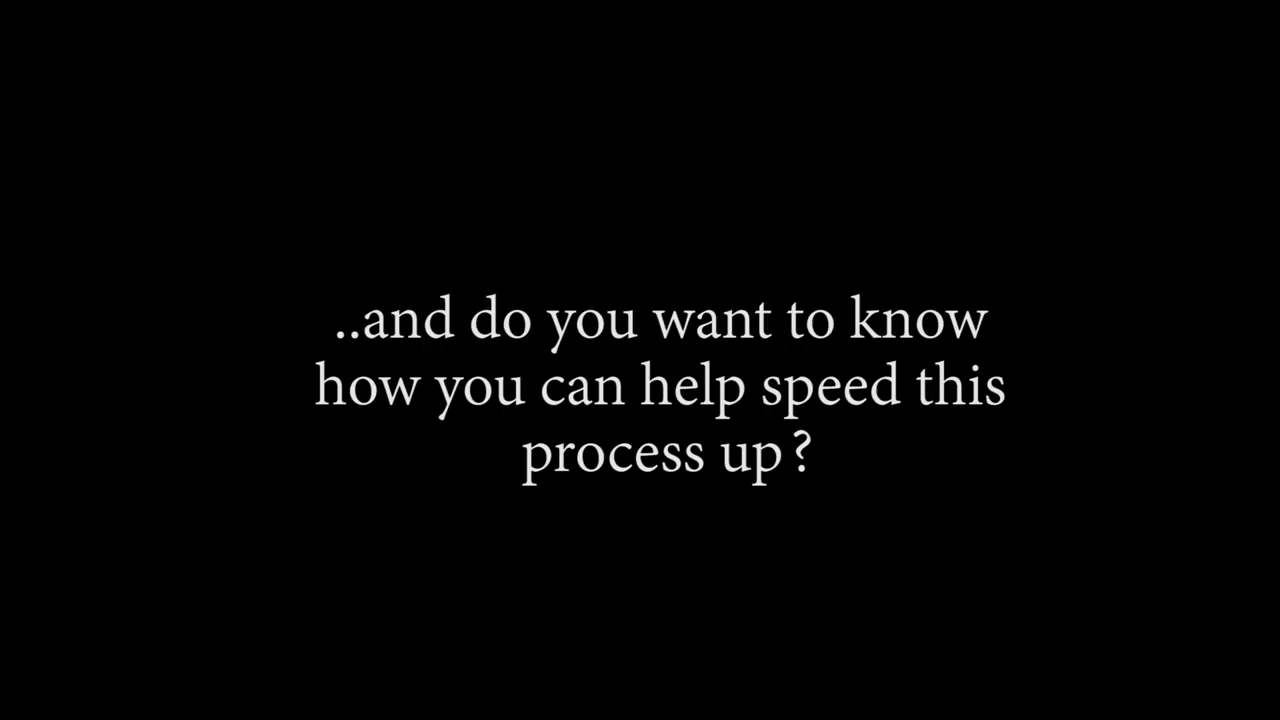 ..and do you want to know
how you can help speed this
process up?